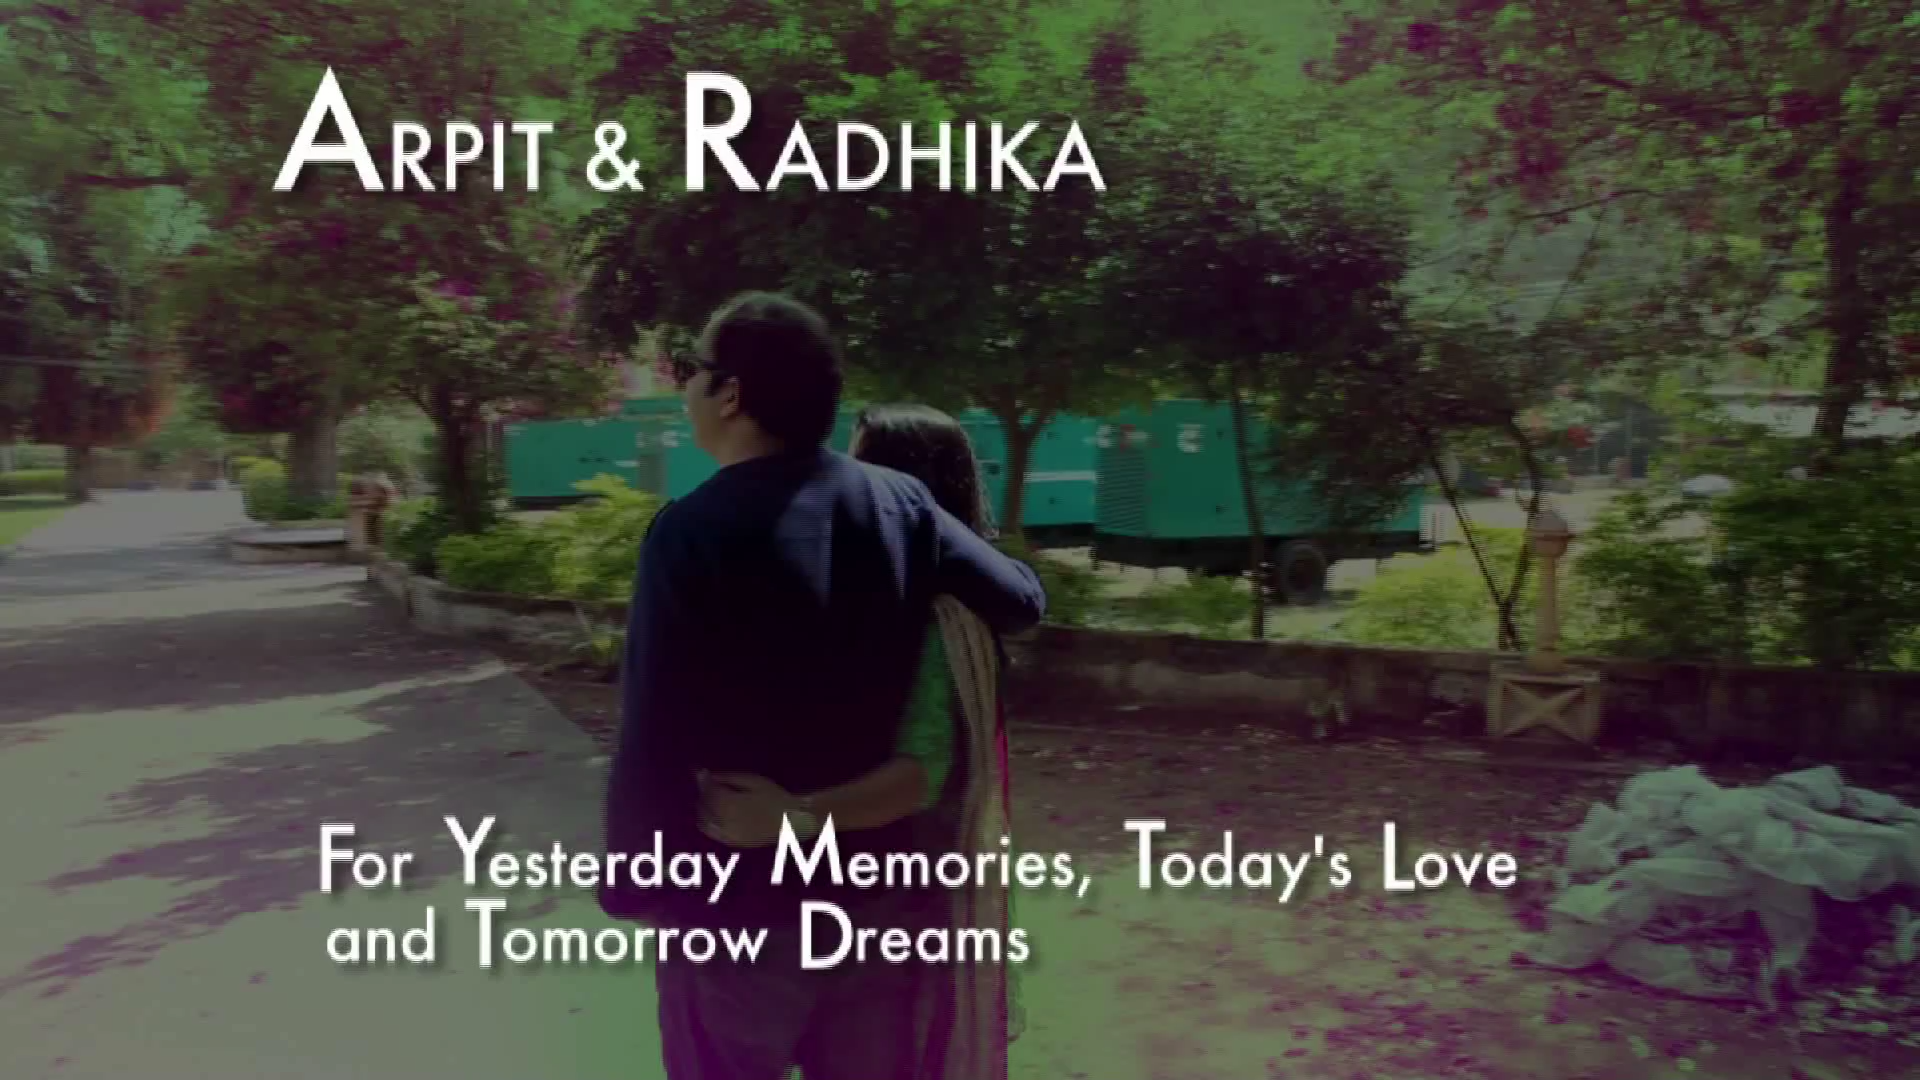 ARPIT & RADHIKA
For Yesterday Memories, Today's Love
and Tomorrow Dreams